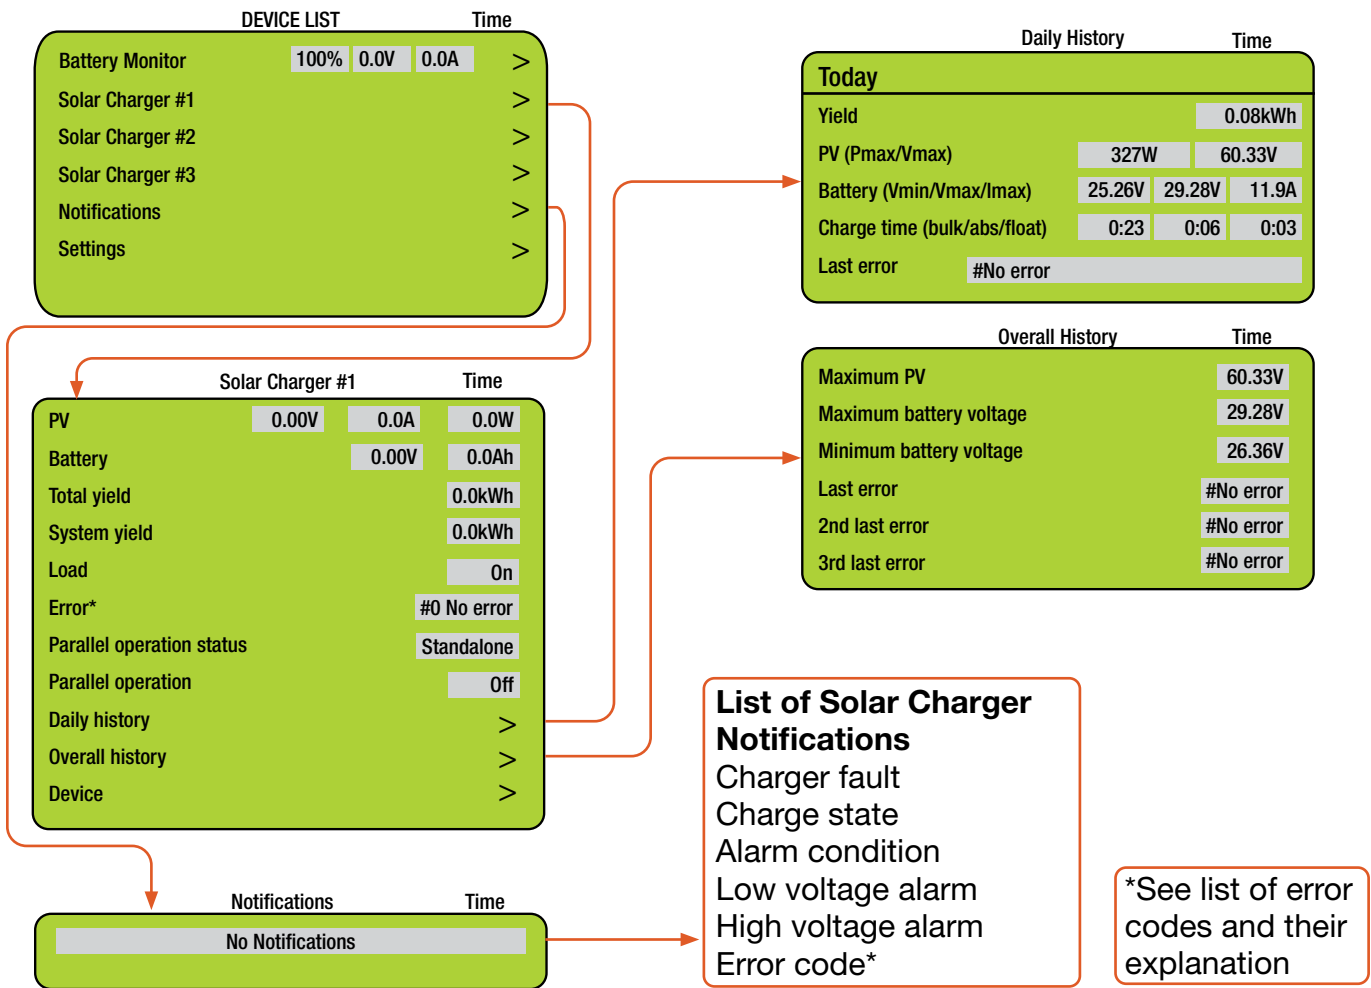 DEVICE LIST Time
Battery Monitor 100% 0.0V 0.0A >
Solar Charger #1 >
Solar Charger #2 >
Solar Charger #3 >
Notifications >
Settings >
Daily History Time
Today
Yield 0.08kWh
PV (Pmax/Vmax) 327W 60.33V
Battery (Vmin/Vmax/Imax) 25.26V 29.28V 11.9A
Charge time (bulk/abs/float) 0:23 0:06 0:03
Last error #No error
Overall History Time
Maximum PV 60.33V
Maximum battery voltage 29.28V
Minimum battery voltage 26.36V
Last error #No error
2nd last error #No error
3rd last error #No error
Solar Charger #1 Time
PV 0.00V 0.0A 0.0W
Battery 0.00V 0.0Ah
Total yield 0.0kWh
System yield 0.0kWh
Load On
Error* #0 No error
Parallel operation status Standalone
Parallel operation Off
Daily history >
Overall history >
Device >
Notifications Time
No Notifications
List of Solar Charger
Notifications
Charger fault
Charge state
Alarm condition
Low voltage alarm
High voltage alarm
Error code*
*See list of error
codes and their
explanation